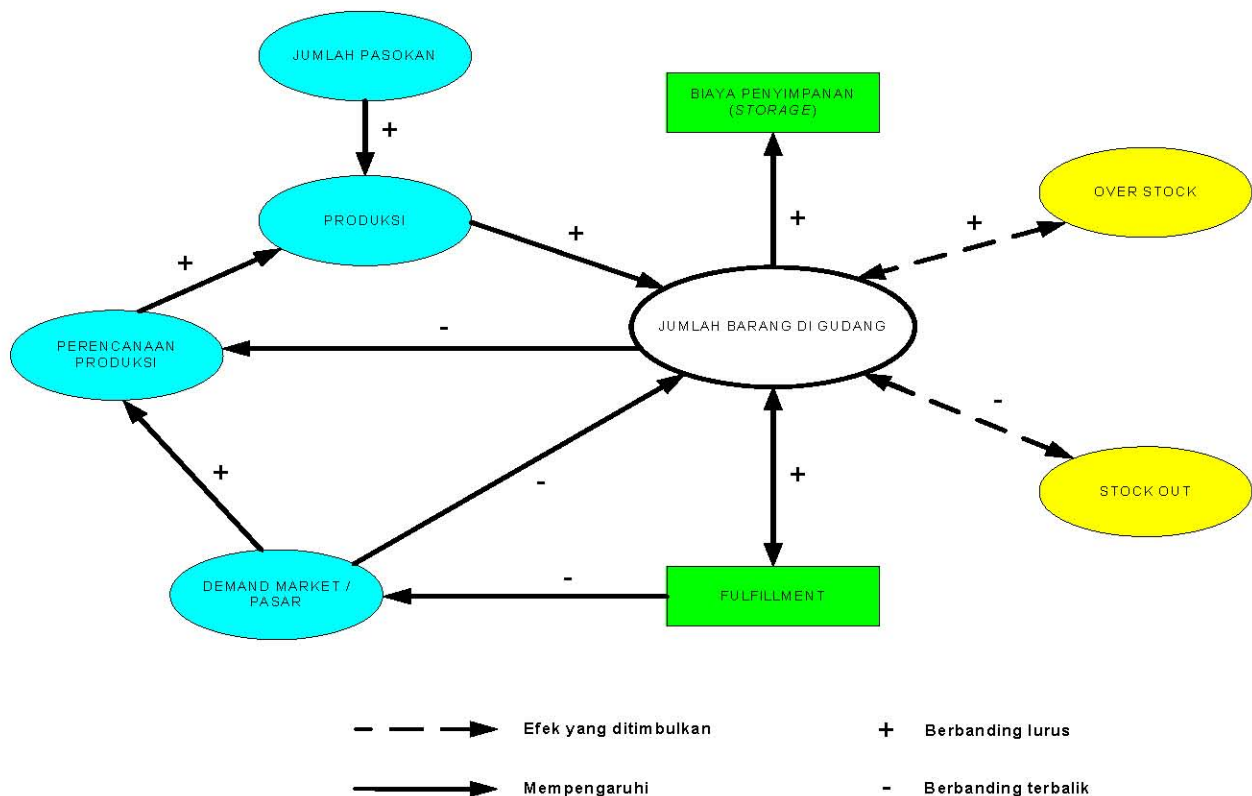 JUMLAH PASOKAN
+
BIAYA PENYIMPANAN
(STORAGE)
PRODUKSI
OVER STOCK
+
+
+
+
JUMLAH BARANG DI GUDANG
-
PERENCANAAN
PRODUKSI
-
+
-
+
STOCK OUT
DEMAND MARKET /
PASAR
-
FULFILLMENT
Efek yang ditimbulkan
+ Berbanding lurus
Mempengaruhi
- Berbanding terbalik